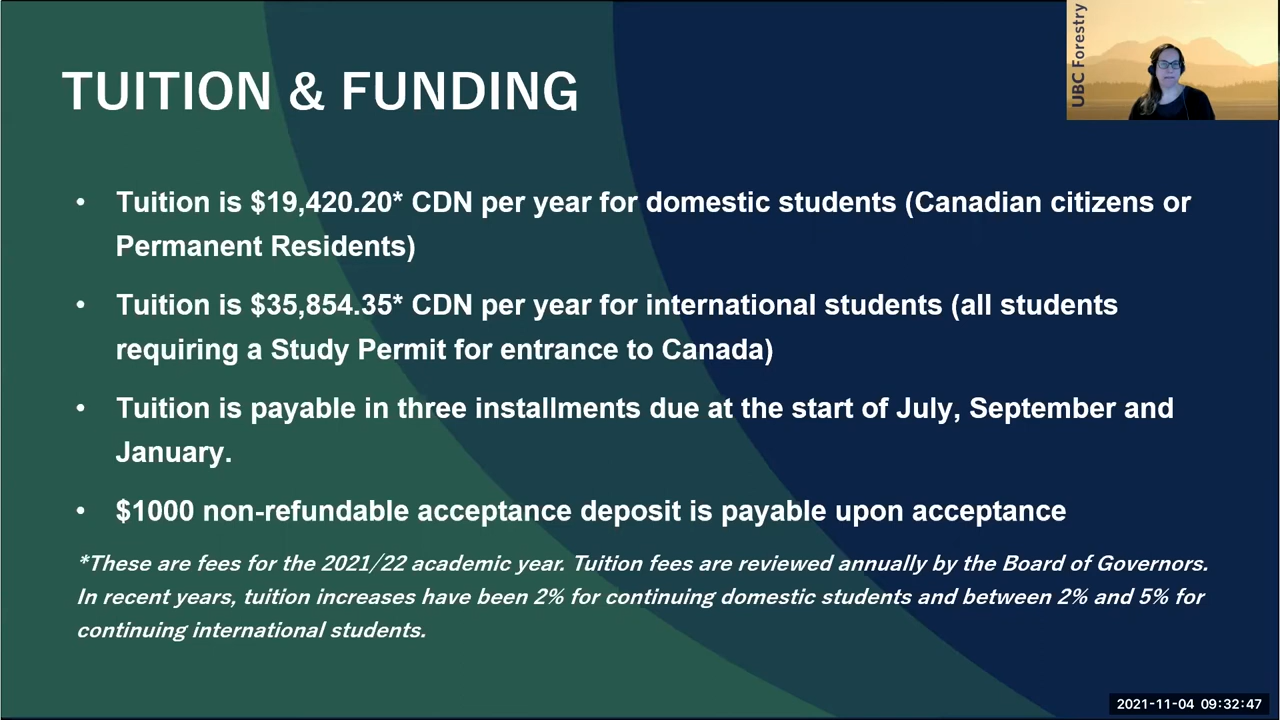 UBC Forestry
TUITION & FUNDING
• Tuition is $19,420.20* CDN per year for domestic students (Canadian citizens or
Permanent Residents)
• Tuition is $35,854.35* CDN per year for international students (all students
requiring a Study Permit for entrance to Canada)
• Tuition is payable in three installments due at the start of July, September and
January.
• $1000 non-refundable acceptance deposit is payable upon acceptance
*These are fees for the 2021/22 academic year. Tuition fees are reviewed annually by the Board of Governors.
In recent years, tuition increases have been 2% for continuing domestic students and between 2% and 5% for
continuing international students.
2021-11-04 09:32:47